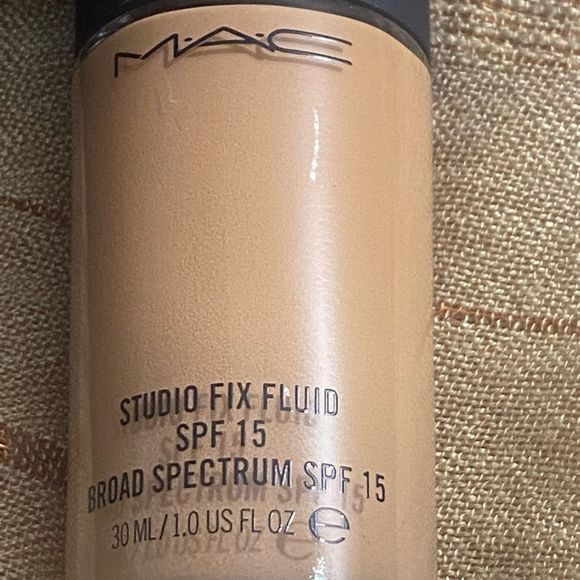 MAC
STUDIO FIX FLUID
SPF 15
BROAD SPECTRUM SPF 15
30 ML/1.0 US FL OZ e